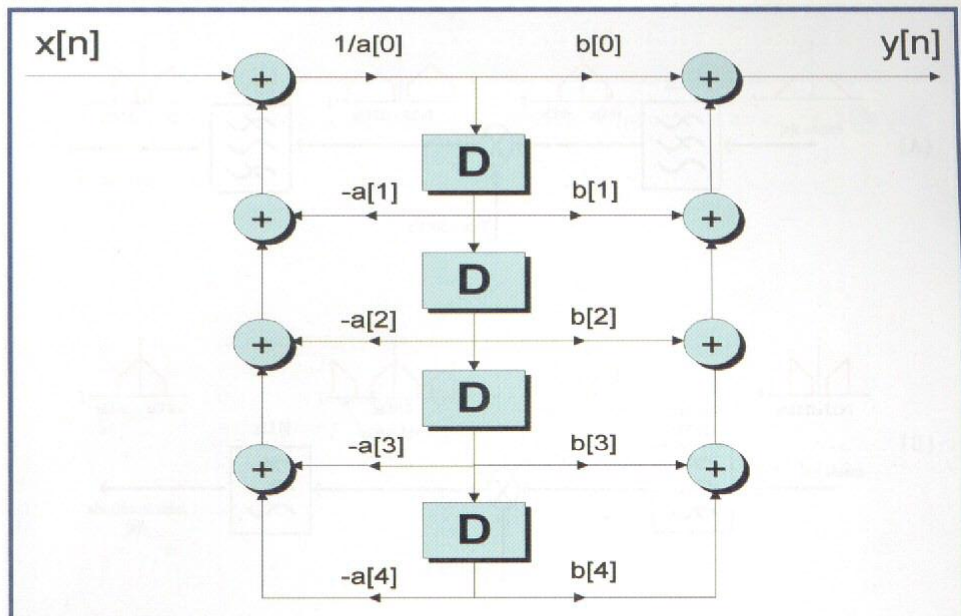 x[n] 1/a[0] b[0] y[n]
+ +
D
-a[1] b[1]
+ +
D
-a[2] b[2]
+ +
D
-a[3] b[3]
+ +
D
-a[4] b[4]